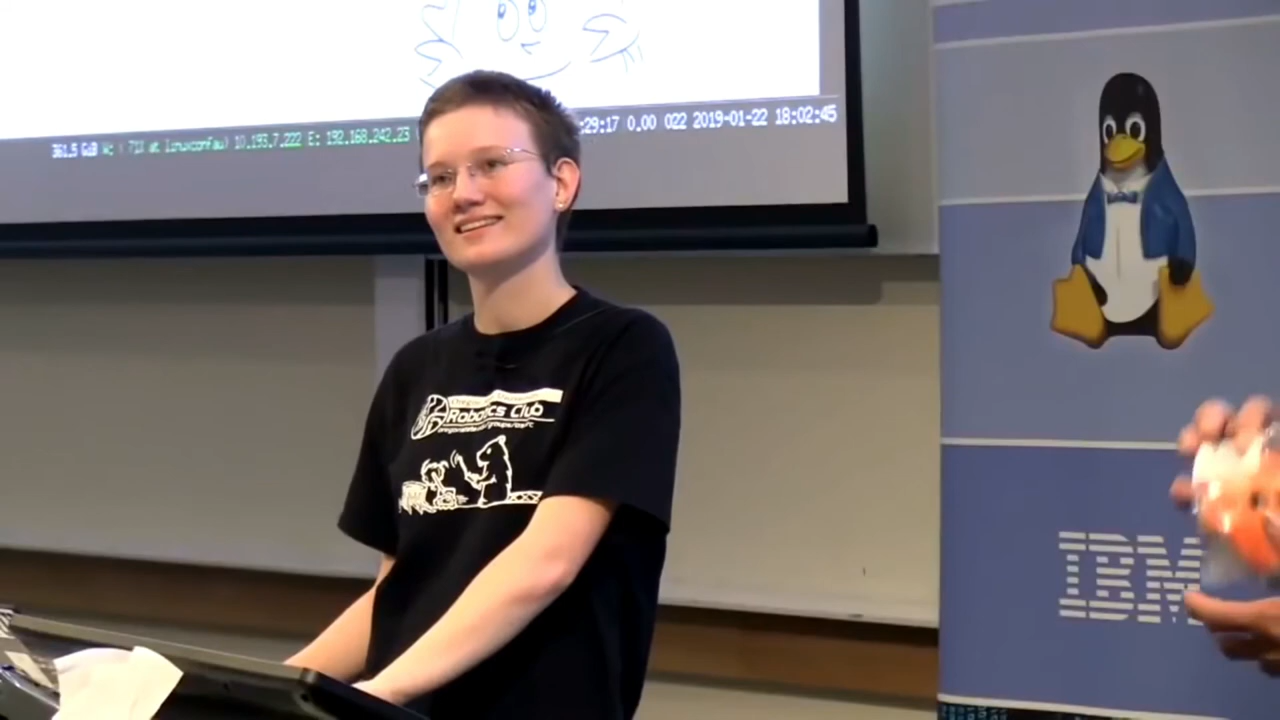 361.5 GiB W: ( 71% at linuxconfau) 10.193.7.222 E: 192.168.242.23
:29:17 0.00 022 2019-01-22 18:02:45
Robotics Club
IBM